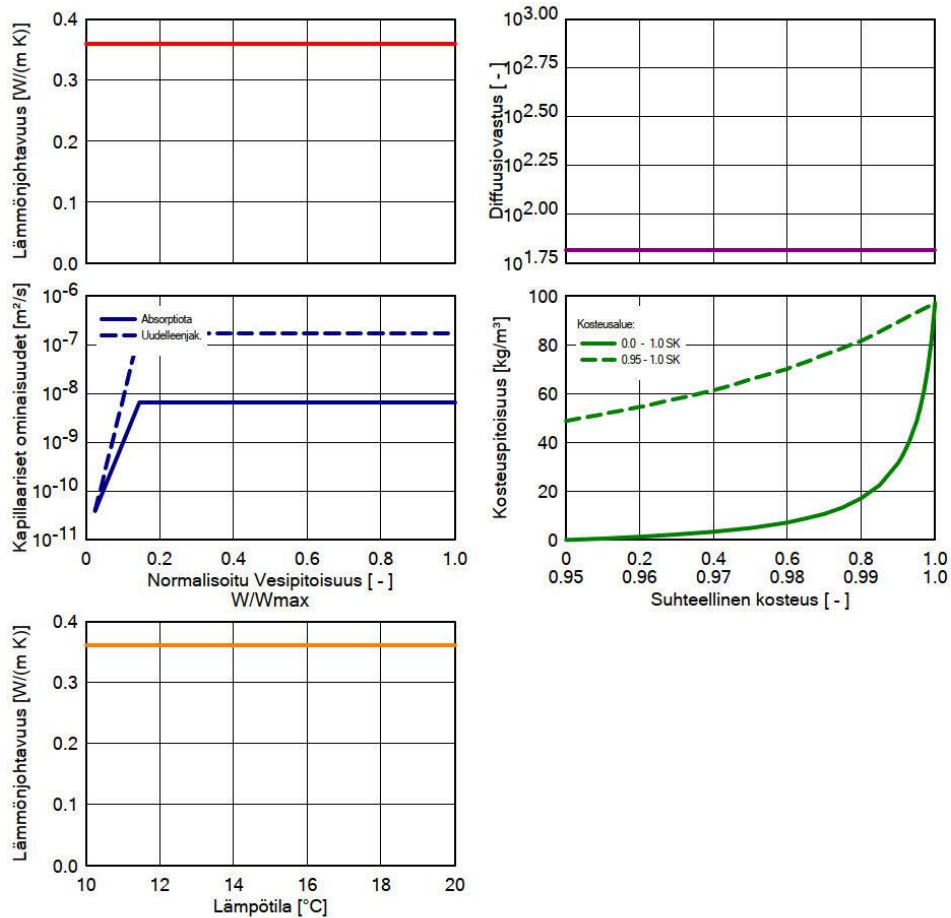 Lämmönjohtavuus [W/(m K)]
0.4
0.3
0.2
0.1
0.0
Diffuusiovastus [ - ]
10^3.00
10^2.75
10^2.50
10^2.25
10^2.00
10^1.75
Kapillaariset ominaisuudet [m²/s]
10^-6
10^-7
10^-8
10^-9
10^-10
10^-11
Absorptiota
Uudelleenjak.
0 0.2 0.4 0.6 0.8 1.0
Normalisoitu Vesipitoisuus [ - ]
W/Wmax
Kosteuspitoisuus [kg/m³]
100
80
60
40
20
0
Kosteusalue:
0.0 - 1.0 SK
0.95 - 1.0 SK
0 0.2 0.4 0.6 0.8 1.0
0.95 0.96 0.97 0.98 0.99 1.0
Suhteellinen kosteus [ - ]
Lämmönjohtavuus [W/(m K)]
0.4
0.3
0.2
0.1
0.0
10 12 14 16 18 20
Lämpötila [°C]